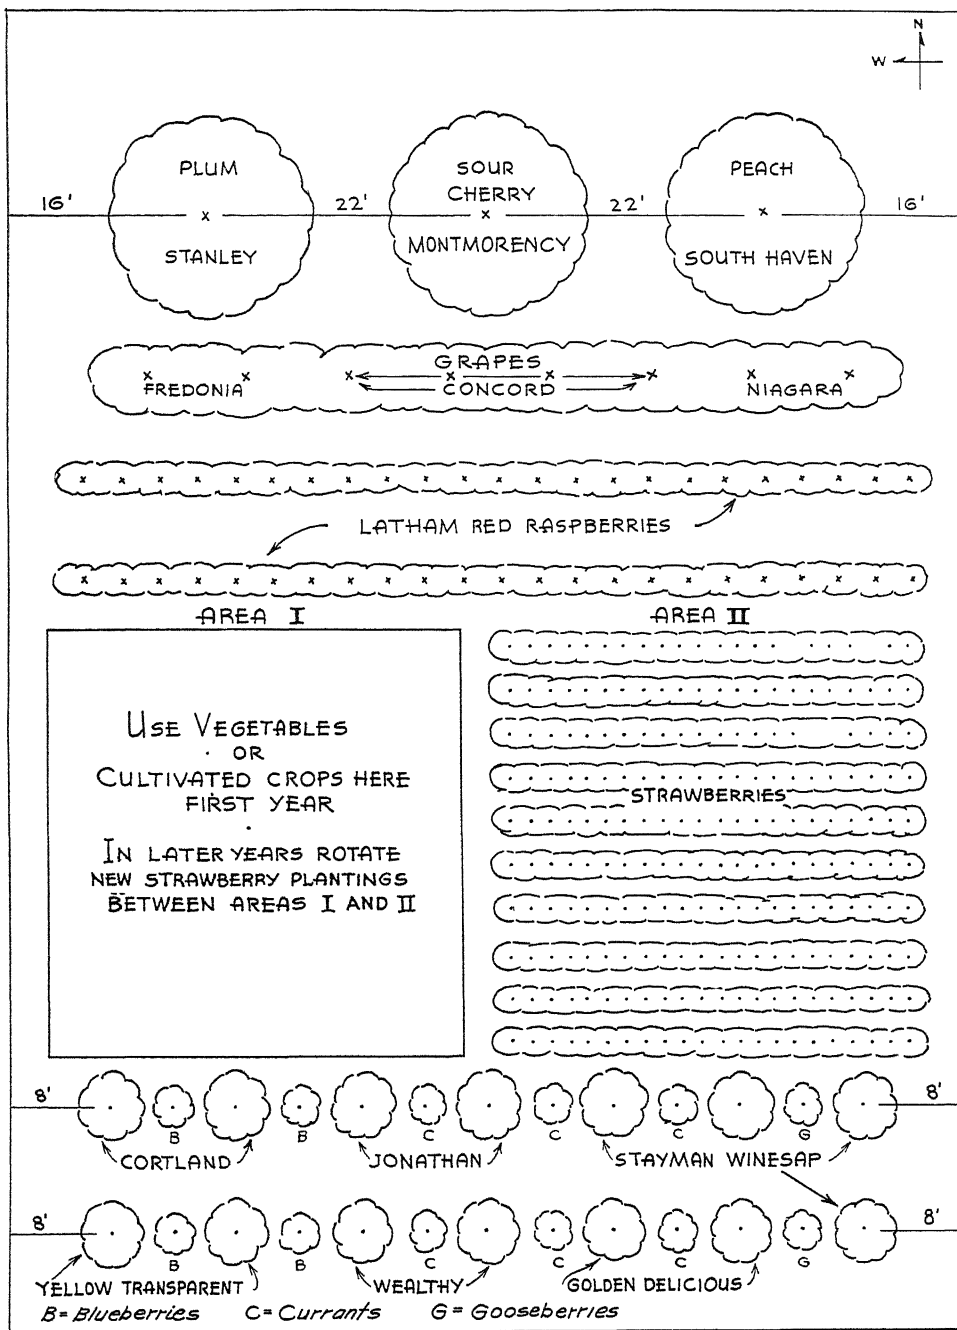 N
W
PLUM
SOUR
CHERRY
PEACH
16' 22' 22' 16'
STANLEY
MONTMORENCY
SOUTH HAVEN
GRAPES
FREDONIA
CONCORD
NIAGARA
LATHAM RED RASPBERRIES
AREA I
AREA II
USE VEGETABLES
OR
CULTIVATED CROPS HERE
FIRST YEAR
IN LATER YEARS ROTATE
NEW STRAWBERRY PLANTINGS
BETWEEN AREAS I AND II
STRAWBERRIES
8' 8'
B B C C C G
CORTLAND JONATHAN STAYMAN WINESAP
8' 8'
B B C C C G
YELLOW TRANSPARENT WEALTHY GOLDEN DELICIOUS
B = Blueberries C = Currants G = Gooseberries